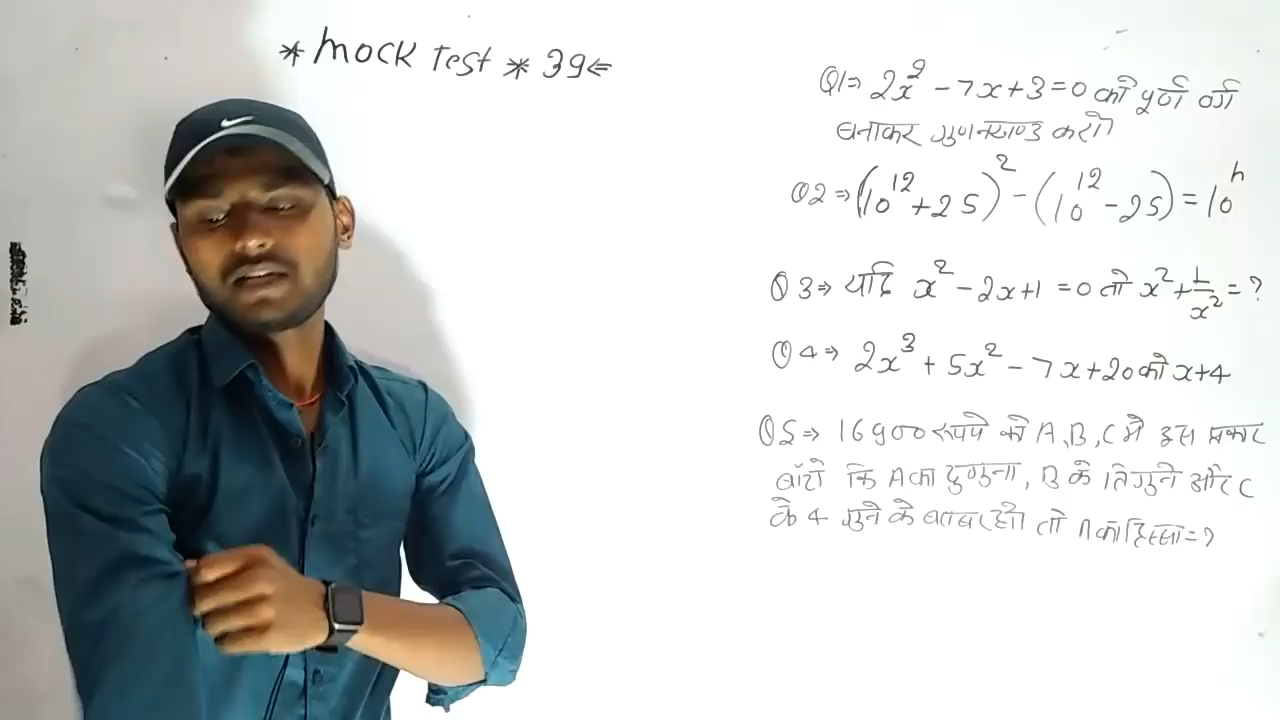 * Mock Test * 39 ⇐
Q1⇒ 2x² - 7x + 3 = 0 को पूर्ण वर्ग
बनाकर गुणनखण्ड करो
Q2⇒ (10¹² + 25)² - (10¹² - 25) = 10ⁿ
Q3⇒ यदि x² - 2x + 1 = 0 तो x² + 1/x² = ?
Q4⇒ 2x³ + 5x² - 7x + 20 को x+4
Q5⇒ 16900 रूपये को A, B, C में इस प्रकार
बाँटो कि A का दुगुना, B के तिगुने और C
के 4 गुने के बराबर हो तो A का हिस्सा = ?